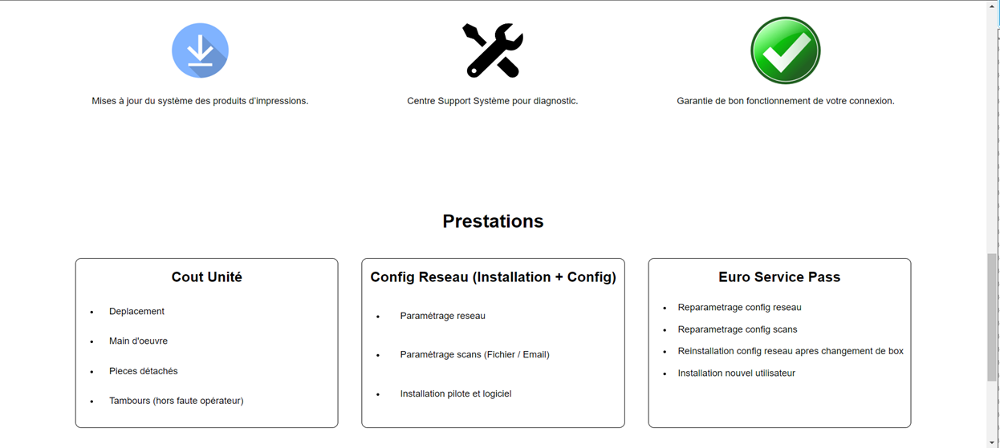 Mises à jour du système des produits d’impressions.
Centre Support Système pour diagnostic.
Garantie de bon fonctionnement de votre connexion.
Prestations
Cout Unité
Deplacement
Main d'oeuvre
Pieces détachés
Tambours (hors faute opérateur)
Config Reseau (Installation + Config)
Paramétrage reseau
Paramétrage scans (Fichier / Email)
Installation pilote et logiciel
Euro Service Pass
Reparametrage config reseau
Reparametrage config scans
Reinstallation config reseau apres changement de box
Installation nouvel utilisateur